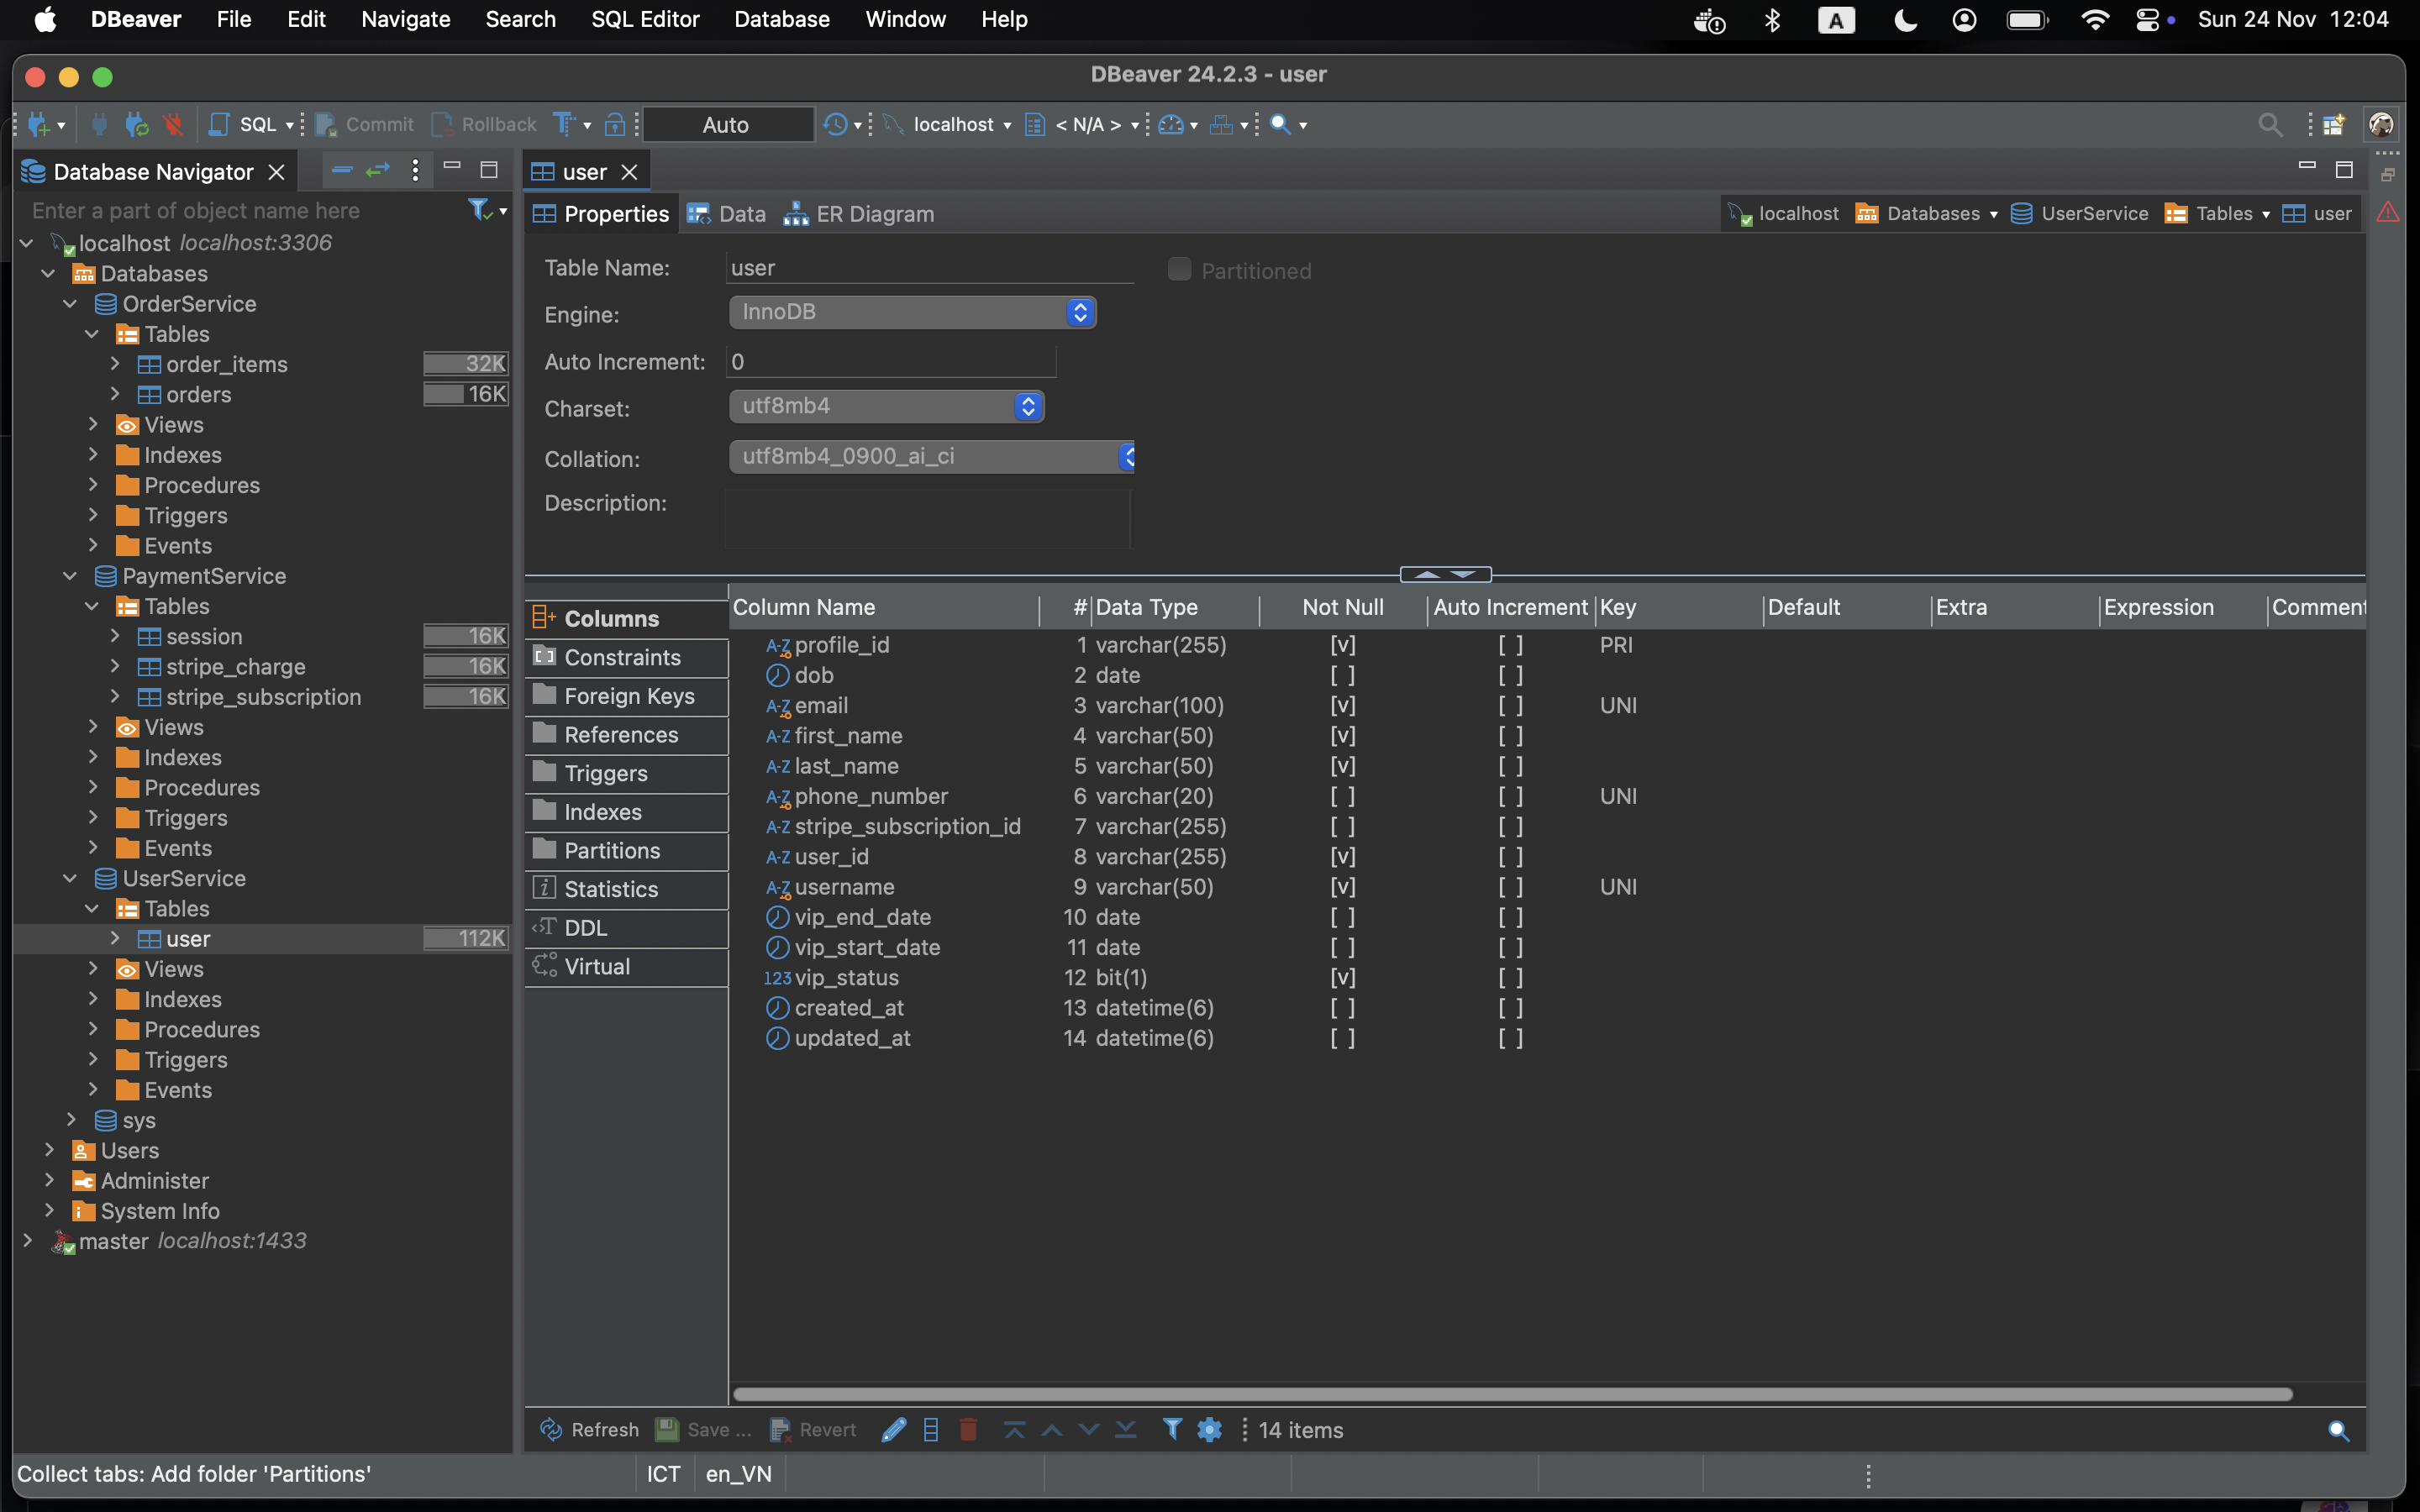 DBeaver File Edit Navigate Search SQL Editor Database Window Help A Sun 24 Nov 12:04
DBeaver 24.2.3 - user
SQL Commit Rollback Auto localhost < N/A >
Database Navigator
Enter a part of object name here
localhost localhost:3306
Databases
OrderService
Tables
order_items 32K
orders 16K
Views
Indexes
Procedures
Triggers
Events
PaymentService
Tables
session 16K
stripe_charge 16K
stripe_subscription 16K
Views
Indexes
Procedures
Triggers
Events
UserService
Tables
user 112K
Views
Indexes
Procedures
Triggers
Events
sys
Users
Administer
System Info
master localhost:1433
user
Properties Data ER Diagram
localhost Databases UserService Tables user
Table Name: user Partitioned
Engine: InnoDB
Auto Increment: 0
Charset: utf8mb4
Collation: utf8mb4_0900_ai_ci
Description:
Columns
Constraints
Foreign Keys
References
Triggers
Indexes
Partitions
Statistics
DDL
Virtual
Column Name # Data Type Not Null Auto Increment Key Default Extra Expression Comment
A-Z profile_id 1 varchar(255) [v] [ ] PRI
dob 2 date [ ] [ ]
A-Z email 3 varchar(100) [v] [ ] UNI
A-Z first_name 4 varchar(50) [v] [ ]
A-Z last_name 5 varchar(50) [v] [ ]
A-Z phone_number 6 varchar(20) [ ] [ ] UNI
A-Z stripe_subscription_id 7 varchar(255) [ ] [ ]
A-Z user_id 8 varchar(255) [v] [ ]
A-Z username 9 varchar(50) [v] [ ] UNI
vip_end_date 10 date [ ] [ ]
vip_start_date 11 date [ ] [ ]
123 vip_status 12 bit(1) [v] [ ]
created_at 13 datetime(6) [ ] [ ]
updated_at 14 datetime(6) [ ] [ ]
Refresh Save ... Revert 14 items
Collect tabs: Add folder 'Partitions' ICT en_VN